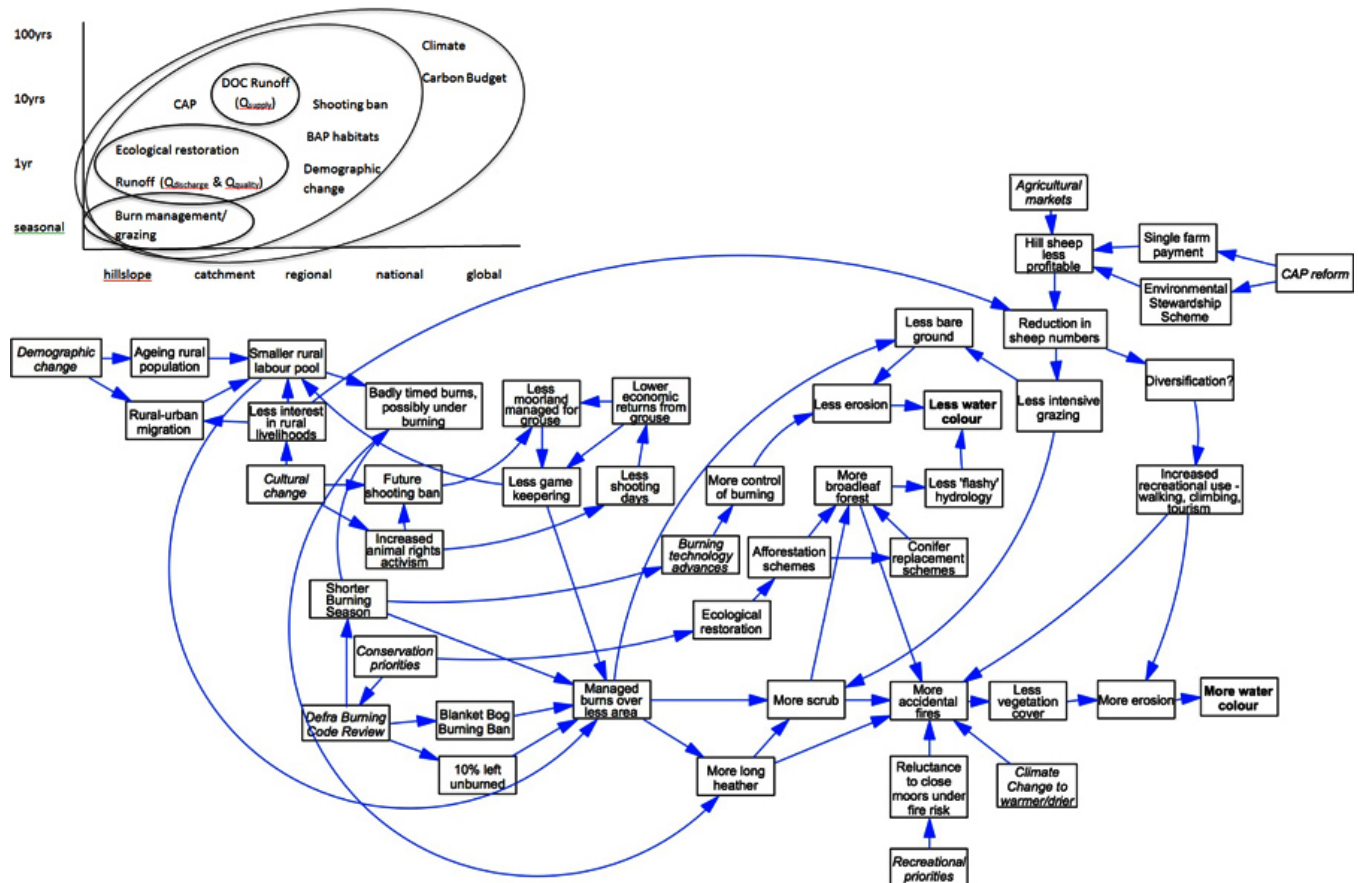 100yrs
10yrs
1yr
seasonal
Climate
Carbon Budget
DOC Runoff
(Qsupply)
CAP
Shooting ban
BAP habitats
Demographic
change
Ecological restoration
Runoff (Qdischarge & Qquality)
Burn management/
grazing
hillslope
catchment
regional
national
global
Agricultural
markets
Hill sheep
less
profitable
Single farm
payment
CAP reform
Environmental
Stewardship
Scheme
Less bare
ground
Reduction in
sheep numbers
Demographic
change
Ageing rural
population
Smaller rural
labour pool
Badly timed burns,
possibly under
burning
Less
moorland
managed for
grouse
Lower
economic
returns from
grouse
Less erosion
Less water
colour
Less intensive
grazing
Diversification?
Rural-urban
migration
Less interest
in rural
livelihoods
Cultural
change
Future
shooting ban
Less game
keepering
Less
shooting
days
More control
of burning
More
broadleaf
forest
Less 'flashy'
hydrology
Increased
recreational use -
walking, climbing,
tourism
Increased
animal rights
activism
Burning
technology
advances
Afforestation
schemes
Conifer
replacement
schemes
Shorter
Burning
Season
Ecological
restoration
Conservation
priorities
Managed
burns over
less area
More scrub
More
accidental
fires
Less
vegetation
cover
More erosion
More water
colour
Defra Burning
Code Review
Blanket Bog
Burning Ban
10% left
unburned
More long
heather
Reluctance
to close
moors under
fire risk
Climate
Change to
warmer/drier
Recreational
priorities